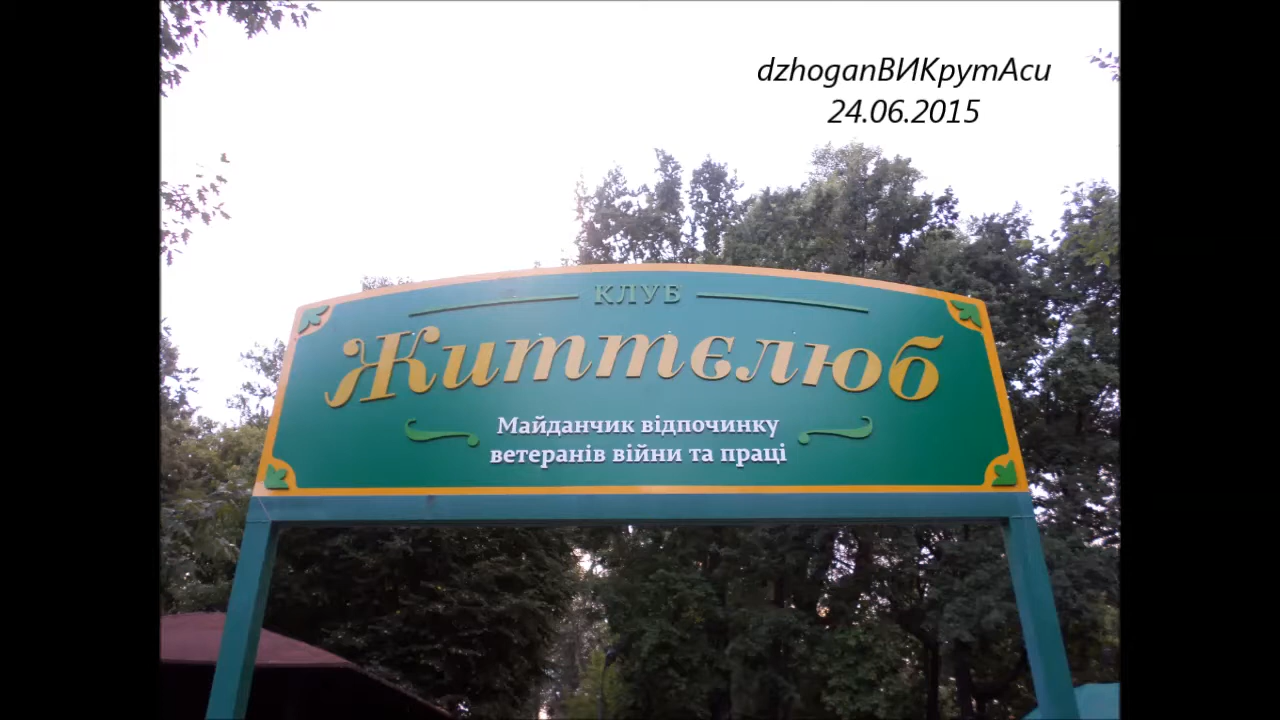 dzhoganВИКрутАси
24.06.2015
КЛУБ
Життєлюб
Майданчик відпочинку
ветеранів війни та праці